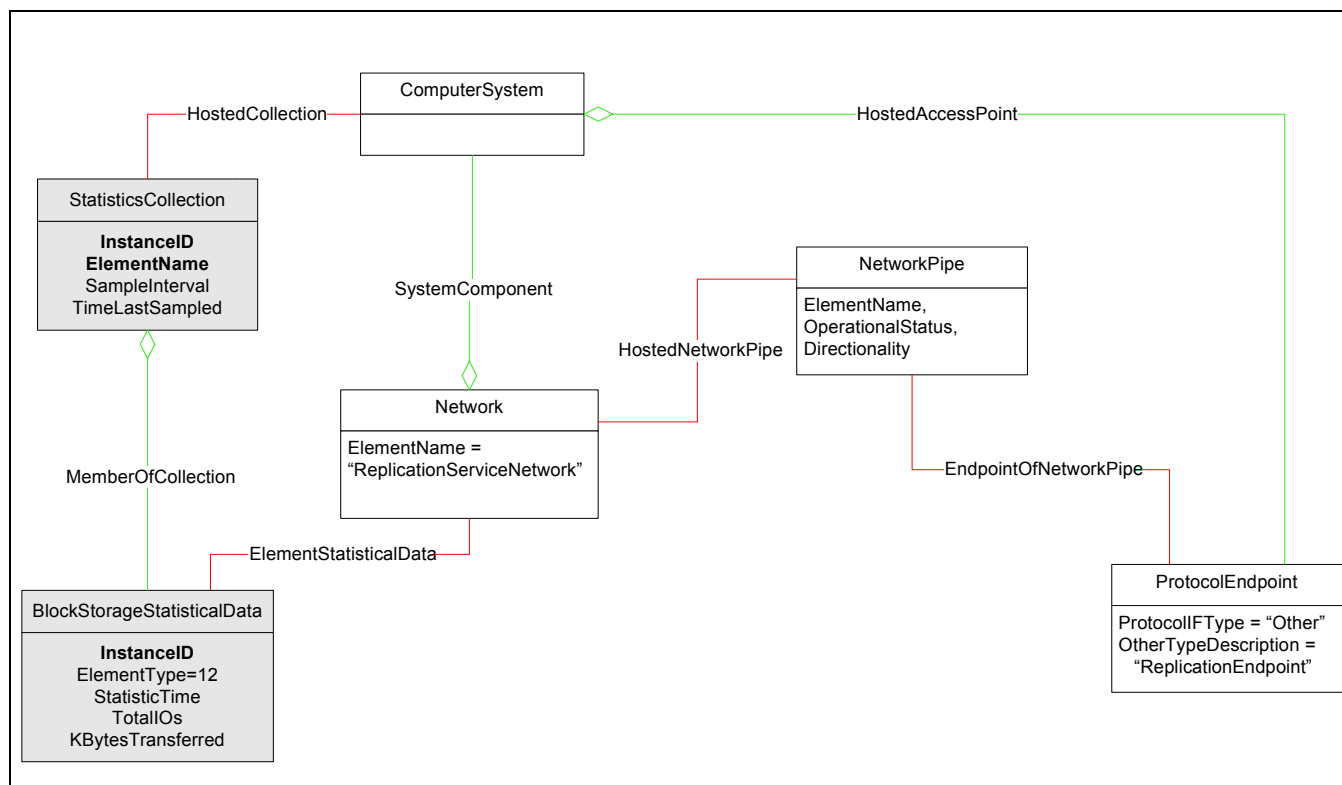 ComputerSystem
HostedCollection
HostedAccessPoint
StatisticsCollection
InstanceID
ElementName
SampleInterval
TimeLastSampled
SystemComponent
NetworkPipe
ElementName,
OperationalStatus,
Directionality
HostedNetworkPipe
Network
ElementName =
“ReplicationServiceNetwork”
MemberOfCollection
EndpointOfNetworkPipe
ElementStatisticalData
ProtocolEndpoint
ProtocolIFType = “Other”
OtherTypeDescription =
“ReplicationEndpoint”
BlockStorageStatisticalData
InstanceID
ElementType=12
StatisticTime
TotalIOs
KBytesTransferred